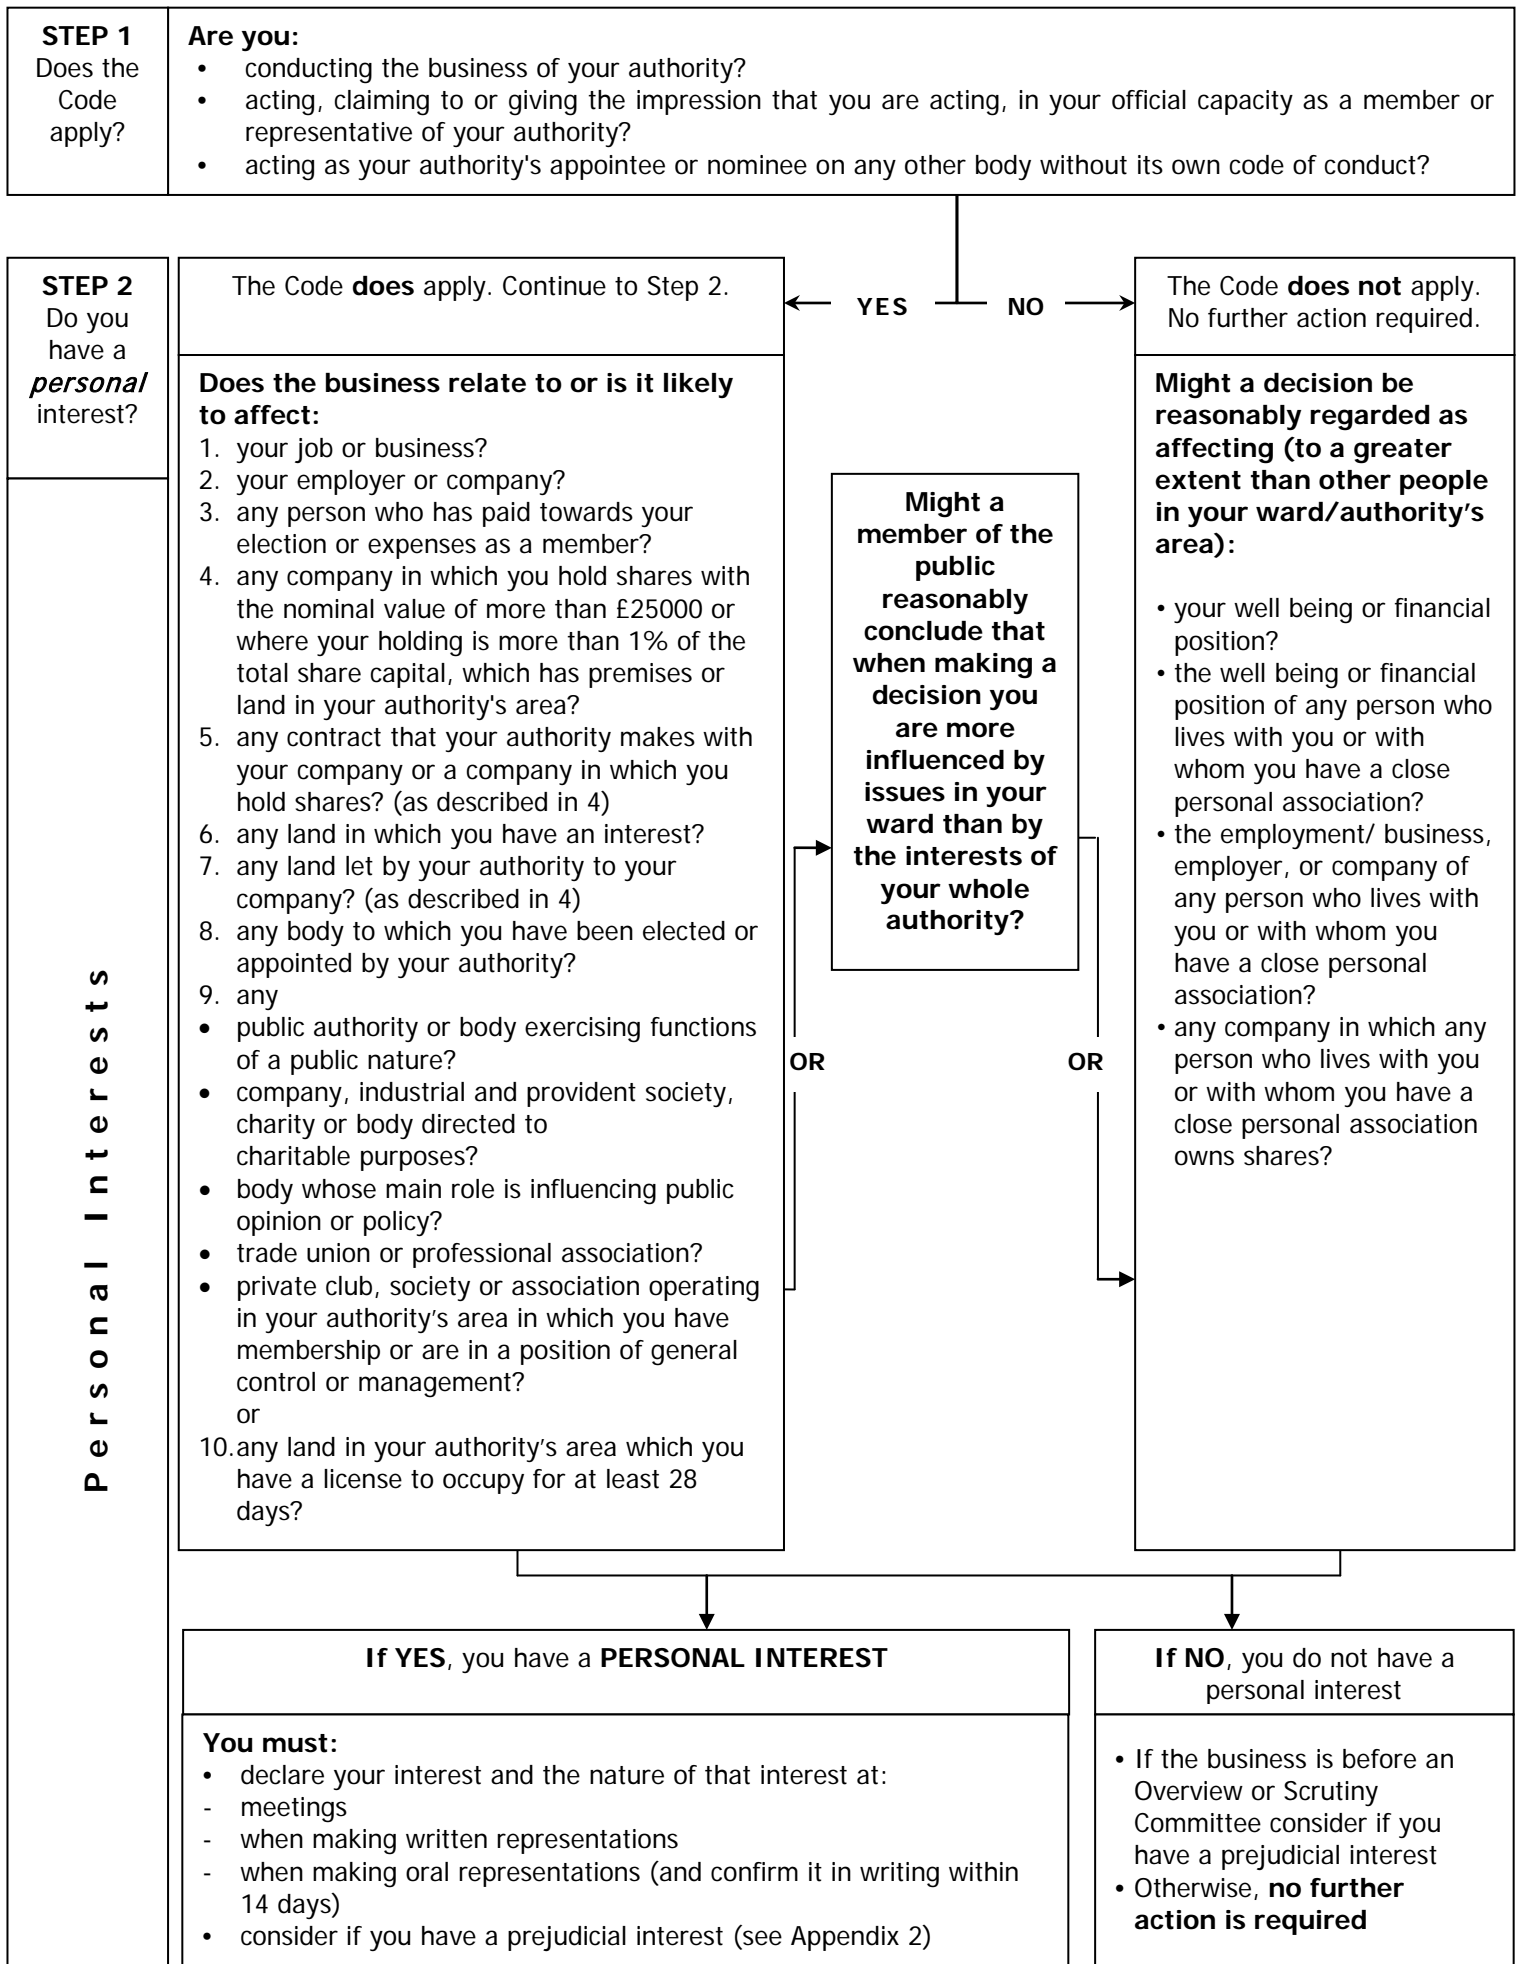 STEP 1
Does the
Code
apply?
Are you:
• conducting the business of your authority?
• acting, claiming to or giving the impression that you are acting, in your official capacity as a member or
representative of your authority?
• acting as your authority's appointee or nominee on any other body without its own code of conduct?
STEP 2
Do you
have a
personal
interest?
The Code does apply. Continue to Step 2.
YES
NO
The Code does not apply.
No further action required.
Personal Interests
Does the business relate to or is it likely
to affect:
1. your job or business?
2. your employer or company?
3. any person who has paid towards your
election or expenses as a member?
4. any company in which you hold shares with
the nominal value of more than £25000 or
where your holding is more than 1% of the
total share capital, which has premises or
land in your authority's area?
5. any contract that your authority makes with
your company or a company in which you
hold shares? (as described in 4)
6. any land in which you have an interest?
7. any land let by your authority to your
company? (as described in 4)
8. any body to which you have been elected or
appointed by your authority?
9. any
• public authority or body exercising functions
of a public nature?
• company, industrial and provident society,
charity or body directed to
charitable purposes?
• body whose main role is influencing public
opinion or policy?
• trade union or professional association?
• private club, society or association operating
in your authority's area in which you have
membership or are in a position of general
control or management?
or
10. any land in your authority's area which you
have a license to occupy for at least 28
days?
OR
Might a
member of the
public
reasonably
conclude that
when making a
decision you
are more
influenced by
issues in your
ward than by
the interests of
your whole
authority?
OR
Might a decision be
reasonably regarded as
affecting (to a greater
extent than other people
in your ward/authority's
area):
• your well being or financial
position?
• the well being or financial
position of any person who
lives with you or with
whom you have a close
personal association?
• the employment/ business,
employer, or company of
any person who lives with
you or with whom you
have a close personal
association?
• any company in which any
person who lives with you
or with whom you have a
close personal association
owns shares?
If YES, you have a PERSONAL INTEREST
You must:
• declare your interest and the nature of that interest at:
- meetings
- when making written representations
- when making oral representations (and confirm it in writing within
14 days)
• consider if you have a prejudicial interest (see Appendix 2)
If NO, you do not have a
personal interest
• If the business is before an
Overview or Scrutiny
Committee consider if you
have a prejudicial interest
• Otherwise, no further
action is required